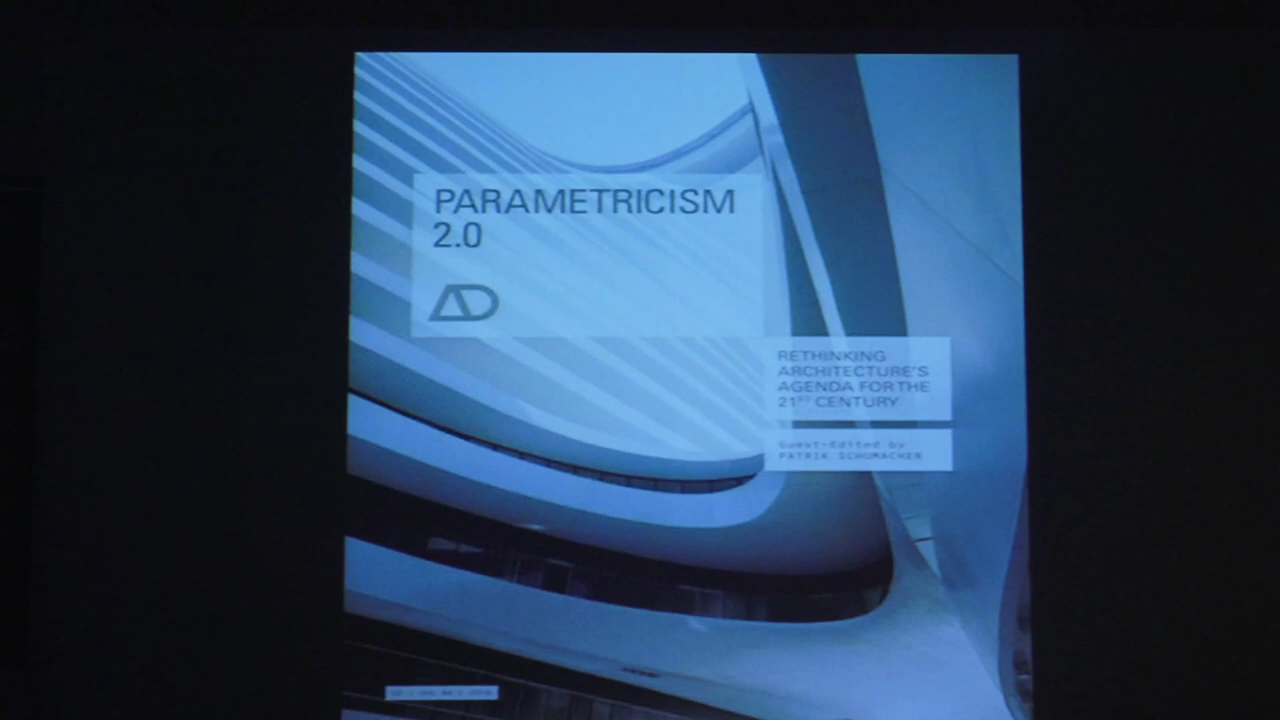 PARAMETRICISM
2.0
AD
RETHINKING
ARCHITECTURE'S
AGENDA FOR THE
21ST CENTURY
Guest-Edited by
PATRIK SCHUMACHER